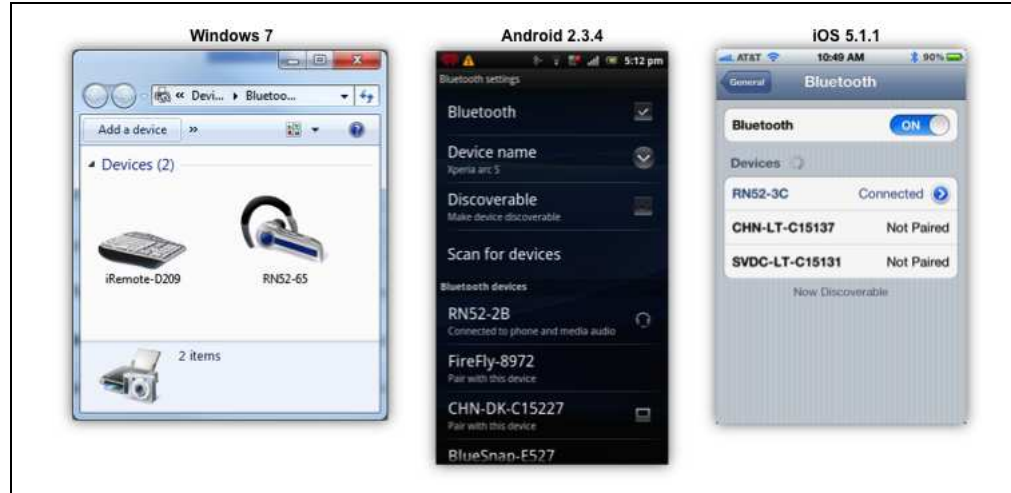 Windows 7
« Devi... ▸ Bluetoo...
Add a device »
Devices (2)
iRemote-D209
RN52-65
2 items
Android 2.3.4
5:12 pm
Bluetooth settings
Bluetooth
Device name
Xperia arc S
Discoverable
Make device discoverable
Scan for devices
Bluetooth devices
RN52-2B
Connected to phone and media audio
FireFly-8972
Pair with this device
CHN-DK-C15227
Pair with this device
BlueSnap-E527
iOS 5.1.1
AT&T 10:49 AM 90%
General Bluetooth
Bluetooth ON
Devices
RN52-3C Connected
CHN-LT-C15137 Not Paired
SVDC-LT-C15131 Not Paired
Now Discoverable